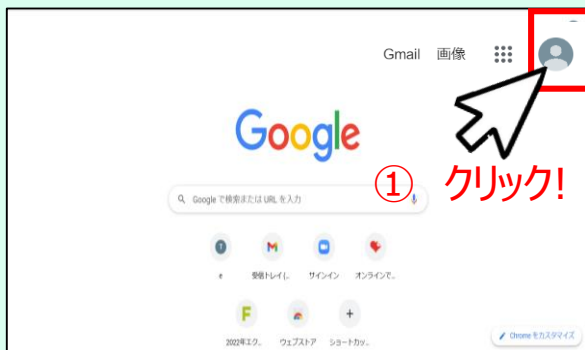 Gmail 画像
Google
Google で検索または URL を入力
① クリック!
T
e 受信トレイ (... サインイン オンラインで...
2022年エク... ウェブストア ショートカッ...
Chrome をカスタマイズ